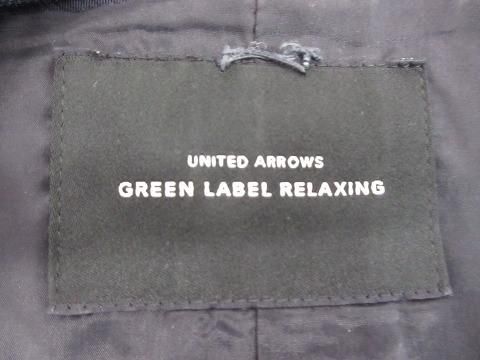 UNITED ARROWS
GREEN LABEL RELAXING